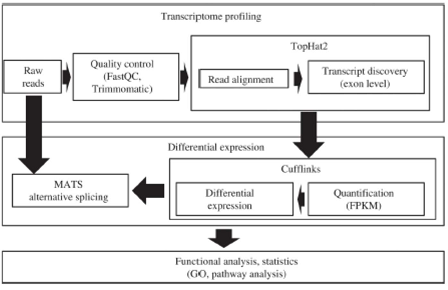 Transcriptome profiling
TopHat2
Raw
reads
Quality control
(FastQC,
Trimmomatic)
Read alignment
Transcript discovery
(exon level)
Differential expression
Cufflinks
MATS
alternative splicing
Differential
expression
Quantification
(FPKM)
Functional analysis, statistics
(GO, pathway analysis)